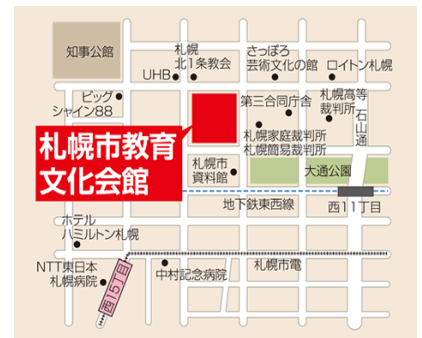 知事公館
札幌
北1条教会
UHB
さっぽろ
芸術文化の館
ロイトン札幌
ビッグ
シャイン88
第三合同庁舎
札幌高等
裁判所
石山通
札幌家庭裁判所
札幌簡易裁判所
札幌市教育
文化会館
札幌市
資料館
大通公園
地下鉄東西線
西11丁目
ホテル
ハミルトン札幌
札幌市電
NTT東日本
札幌病院
中村記念病院
西15丁目